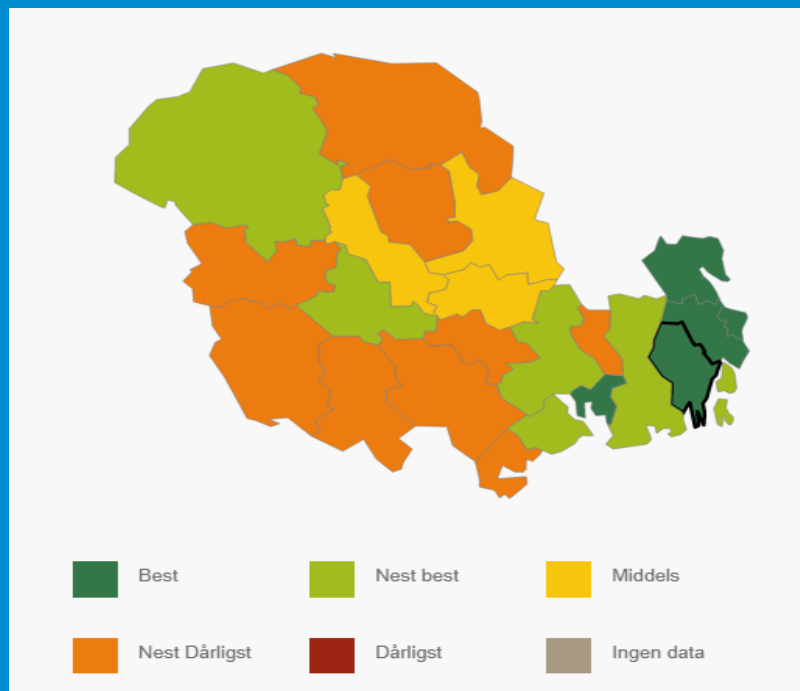 Best
Nest best
Middels
Nest Dårligst
Dårligst
Ingen data